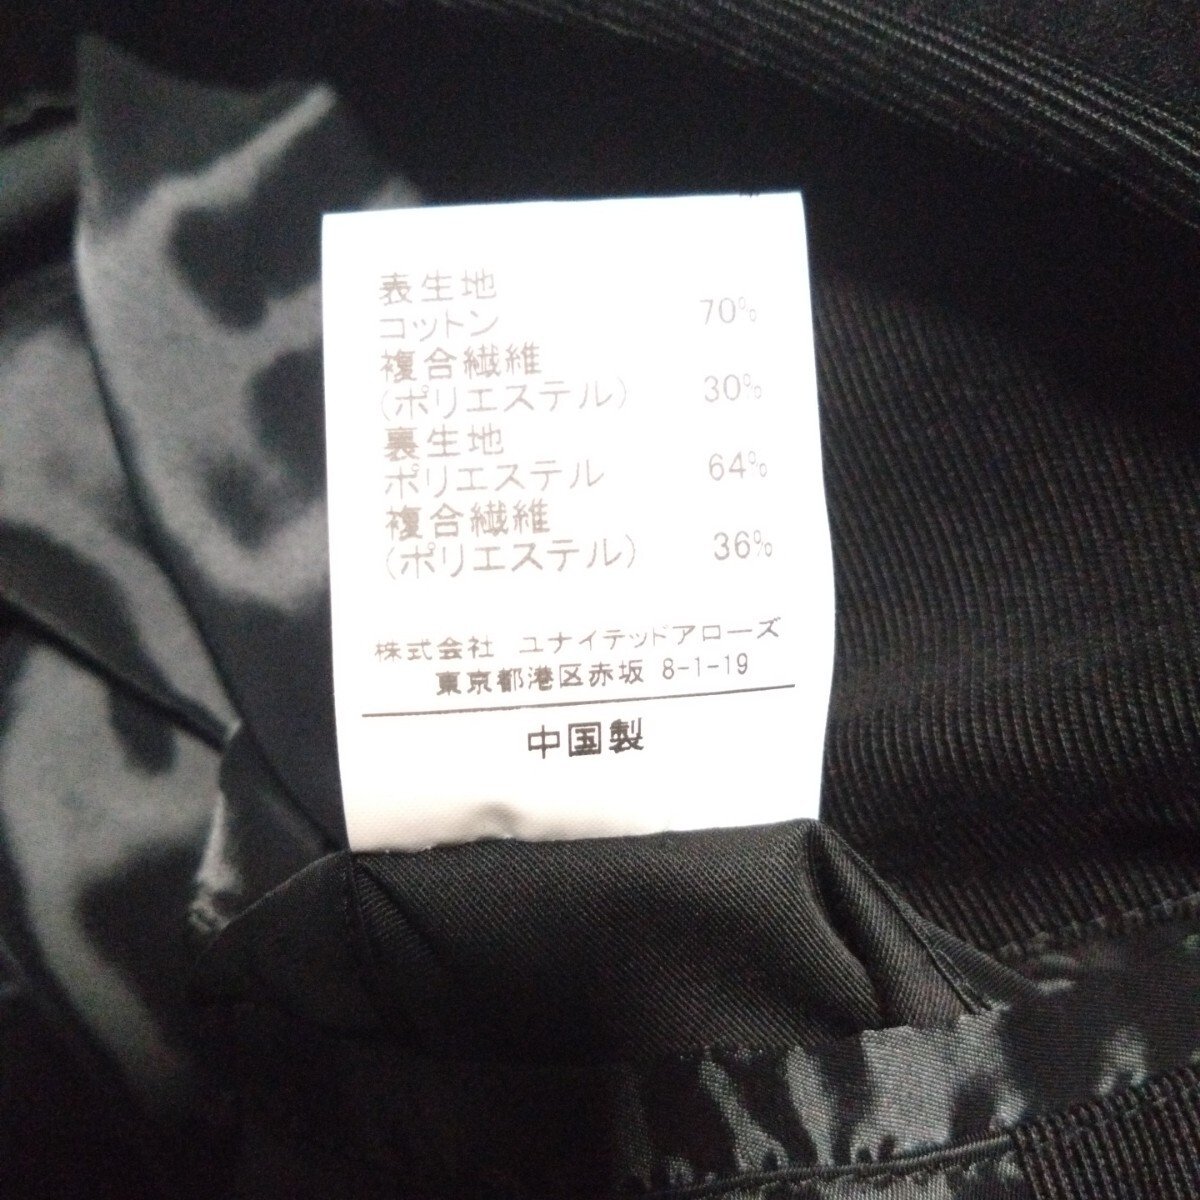 表生地
コットン 70%
複合繊維
(ポリエステル) 30%
裏生地
ポリエステル 64%
複合繊維
(ポリエステル) 36%
株式会社 ユナイテッドアローズ
東京都港区赤坂 8-1-19
中国製